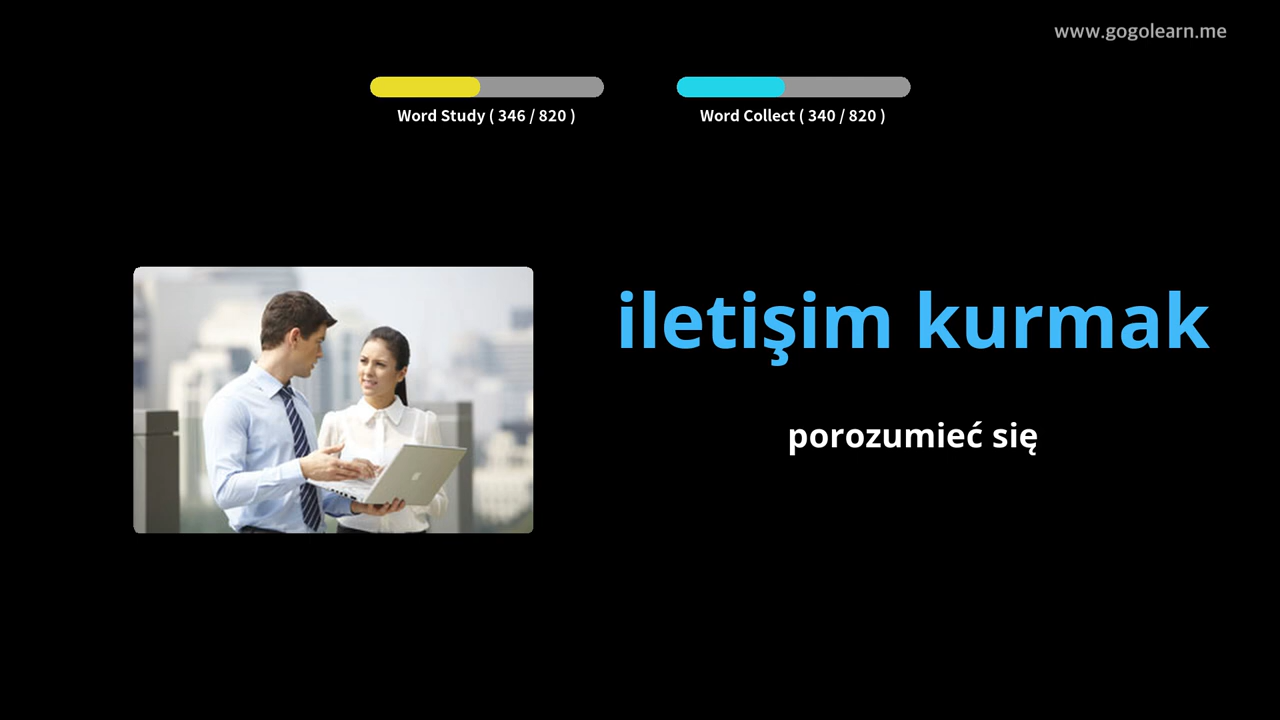 www.gogolearn.me
Word Study ( 346 / 820 )
Word Collect ( 340 / 820 )
iletişim kurmak
porozumieć się